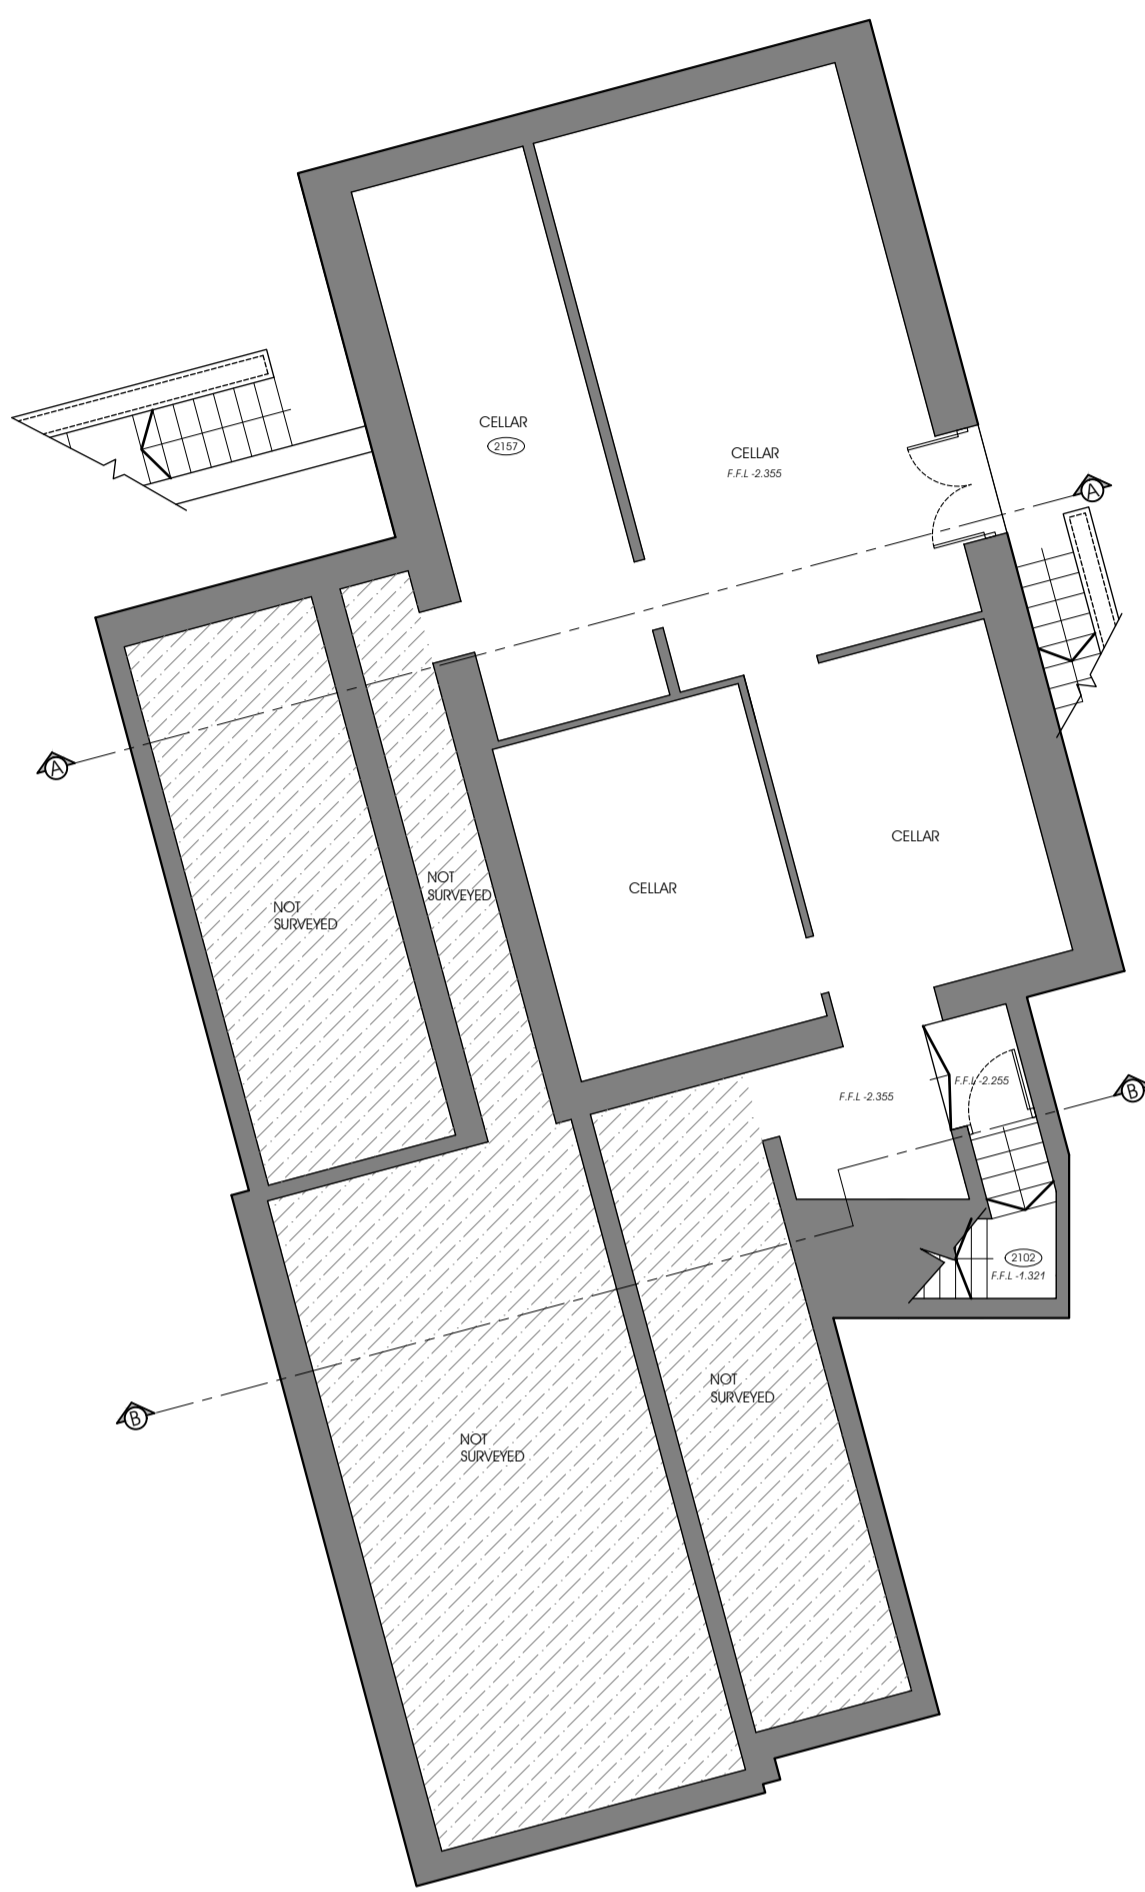 CELLAR
2157
CELLAR
F.F.L -2.355
A
A
CELLAR
CELLAR
NOT
SURVEYED
NOT
SURVEYED
F.F.L -2.355
F.F.L -2.255
B
2102
F.F.L -1.321
NOT
SURVEYED
B
NOT
SURVEYED